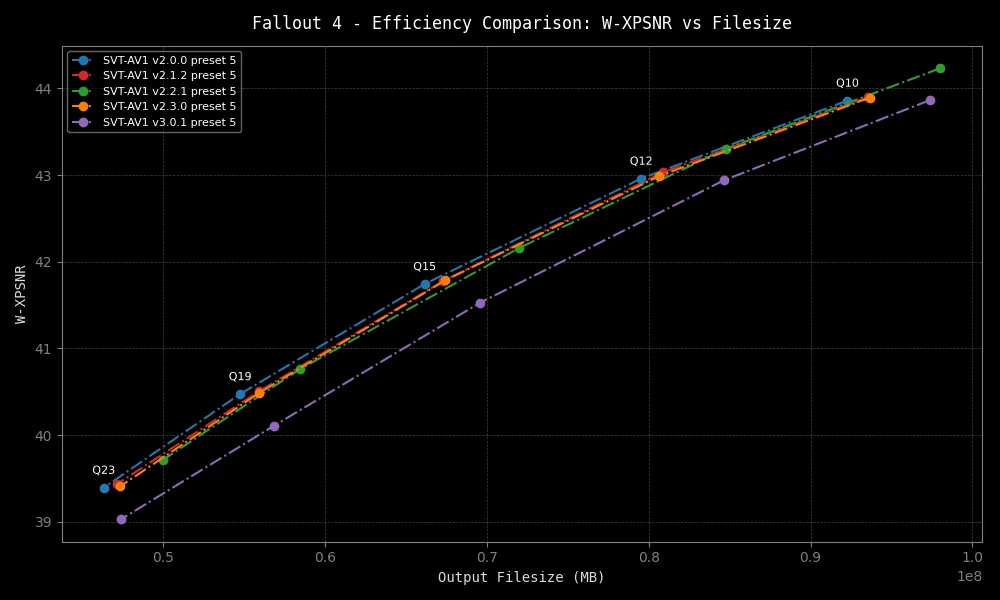 Fallout 4 - Efficiency Comparison: W-XPSNR vs Filesize
SVT-AV1 v2.0.0 preset 5
SVT-AV1 v2.1.2 preset 5
SVT-AV1 v2.2.1 preset 5
SVT-AV1 v2.3.0 preset 5
SVT-AV1 v3.0.1 preset 5
Q10
Q12
Q15
Q19
Q23
W-XPSNR
44
43
42
41
40
39
0.5 0.6 0.7 0.8 0.9 1.0
1e8
Output Filesize (MB)